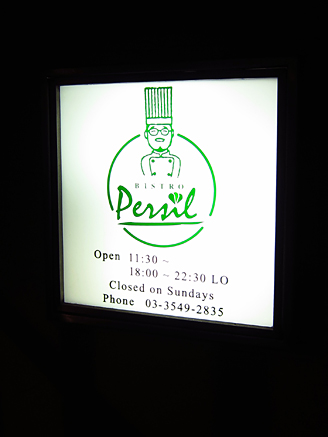 BISTRO
Persil
Open 11:30 ~
18:00 ~ 22:30 LO
Closed on Sundays
Phone 03-3549-2835